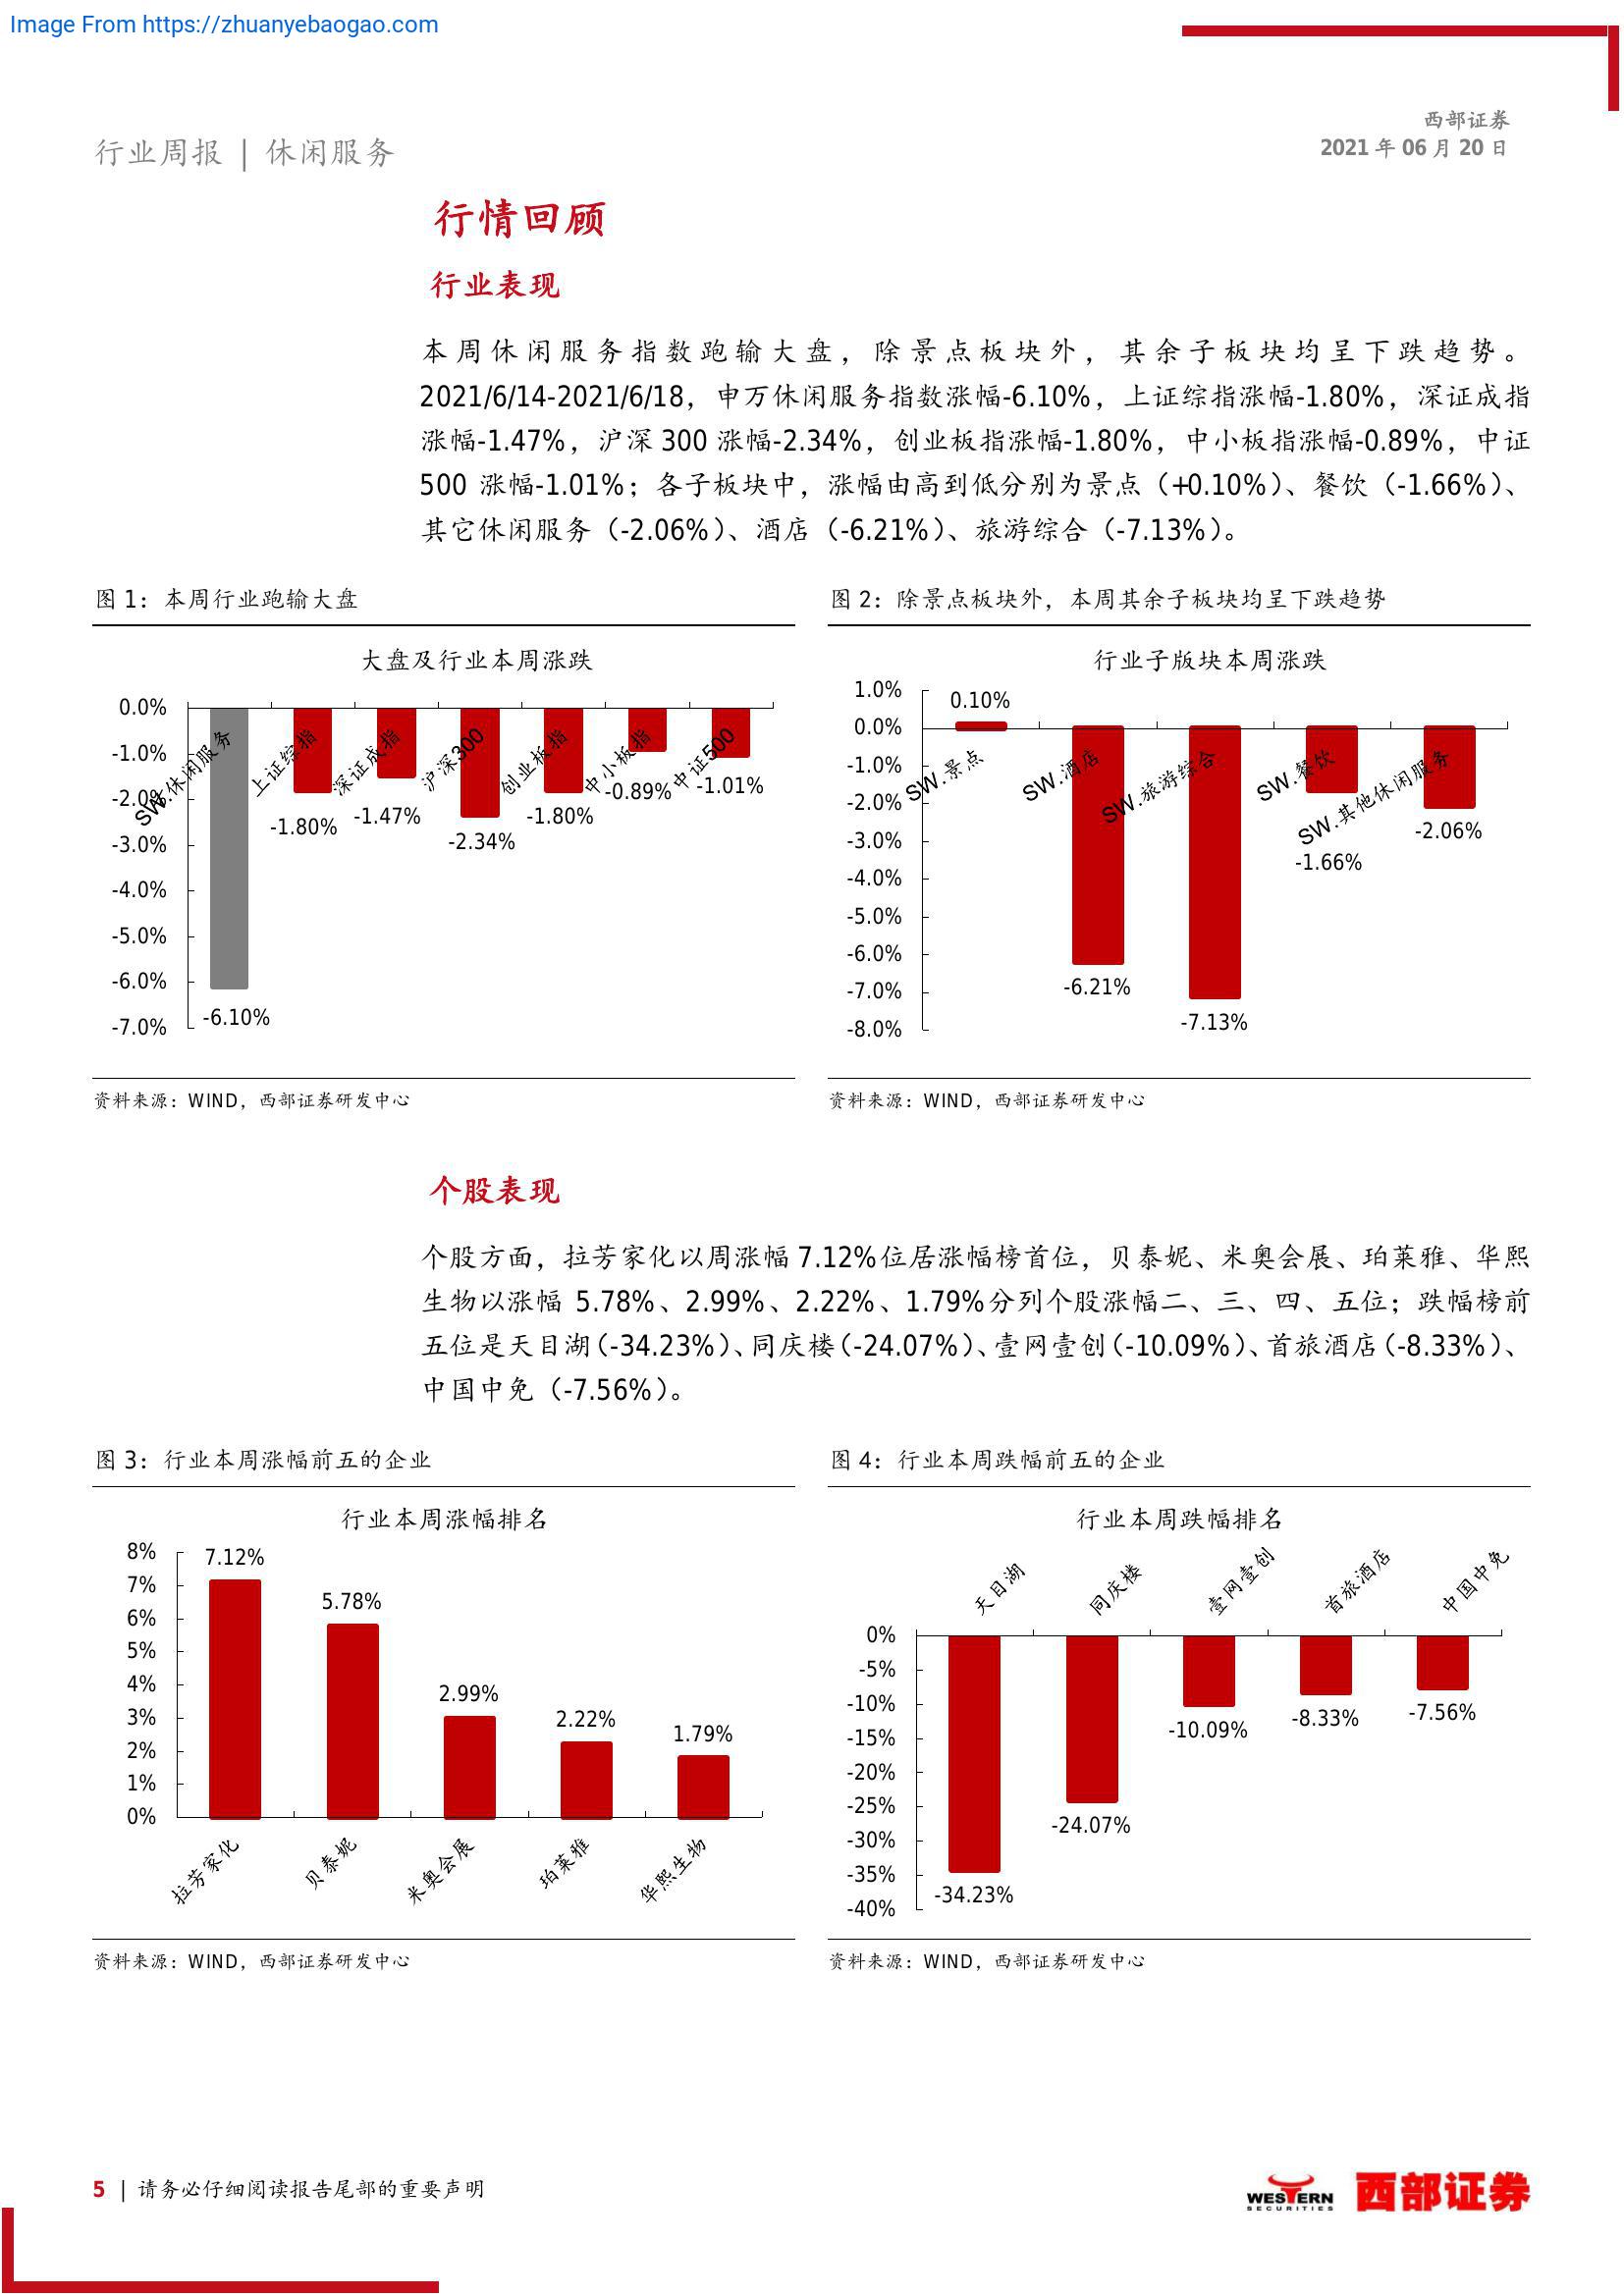 Image From https://zhuanyebaogao.com
行业周报 | 休闲服务
西部证券
2021 年 06 月 20 日
行情回顾
行业表现
本周休闲服务指数跑输大盘，除景点板块外，其余子板块均呈下跌趋势。
2021/6/14-2021/6/18，申万休闲服务指数涨幅-6.10%，上证综指涨幅-1.80%，深证成指
涨幅-1.47%，沪深 300 涨幅-2.34%，创业板指涨幅-1.80%，中小板指涨幅-0.89%，中证
500 涨幅-1.01%；各子板块中，涨幅由高到低分别为景点（+0.10%）、餐饮（-1.66%）、
其它休闲服务（-2.06%）、酒店（-6.21%）、旅游综合（-7.13%）。
图 1：本周行业跑输大盘
大盘及行业本周涨跌
0.0%
-1.0%
-2.0%
-3.0%
-4.0%
-5.0%
-6.0%
-7.0%
SW.休闲服务
上证综指
深证成指
沪深300
创业板指
中小板指
中证500
-6.10%
-1.80%
-1.47%
-2.34%
-1.80%
-0.89%
-1.01%
资料来源：WIND，西部证券研发中心
图 2：除景点板块外，本周其余子板块均呈下跌趋势
行业子版块本周涨跌
1.0%
0.0%
-1.0%
-2.0%
-3.0%
-4.0%
-5.0%
-6.0%
-7.0%
-8.0%
SW.景点
SW.酒店
SW.旅游综合
SW.餐饮
SW.其他休闲服务
0.10%
-6.21%
-7.13%
-1.66%
-2.06%
资料来源：WIND，西部证券研发中心
个股表现
个股方面，拉芳家化以周涨幅 7.12%位居涨幅榜首位，贝泰妮、米奥会展、珀莱雅、华熙
生物以涨幅 5.78%、2.99%、2.22%、1.79%分列个股涨幅二、三、四、五位；跌幅榜前
五位是天目湖（-34.23%）、同庆楼（-24.07%）、壹网壹创（-10.09%）、首旅酒店（-8.33%）、
中国中免（-7.56%）。
图 3：行业本周涨幅前五的企业
行业本周涨幅排名
8%
7%
6%
5%
4%
3%
2%
1%
0%
7.12%
5.78%
2.99%
2.22%
1.79%
拉芳家化
贝泰妮
米奥会展
珀莱雅
华熙生物
资料来源：WIND，西部证券研发中心
图 4：行业本周跌幅前五的企业
行业本周跌幅排名
天目湖
同庆楼
壹网壹创
首旅酒店
中国中免
0%
-5%
-10%
-15%
-20%
-25%
-30%
-35%
-40%
-34.23%
-24.07%
-10.09%
-8.33%
-7.56%
资料来源：WIND，西部证券研发中心
5 | 请务必仔细阅读报告尾部的重要声明
WESTERN
SECURITIES
西部证券